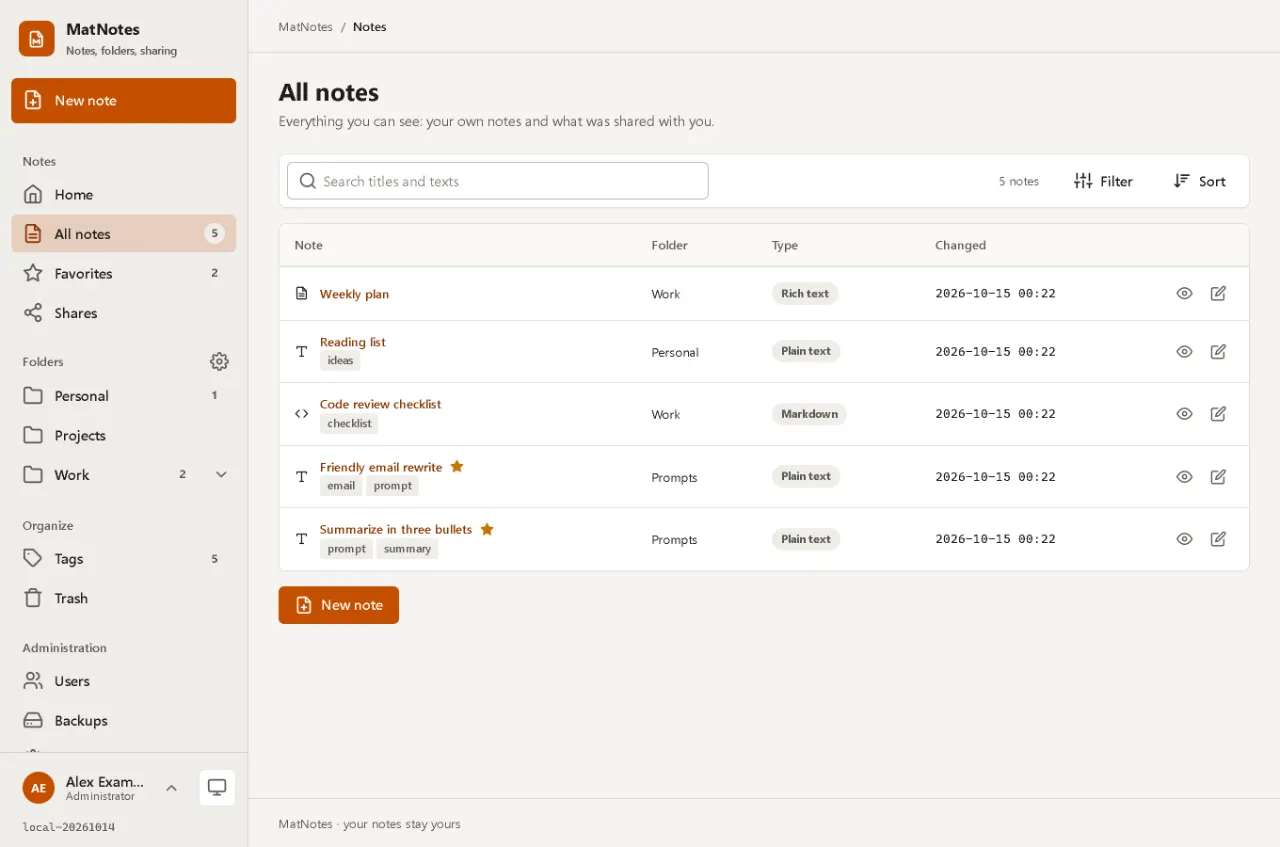 MatNotes
Notes, folders, sharing
New note
Notes
Home
All notes 5
Favorites 2
Shares
Folders
Personal 1
Projects
Work 2
Organize
Tags 5
Trash
Administration
Users
Backups
AE
Alex Exam...
Administrator
local-20261014
MatNotes / Notes
All notes
Everything you can see: your own notes and what was shared with you.
Search titles and texts
5 notes
Filter
Sort
Note Folder Type Changed
Weekly plan Work Rich text 2026-10-15 00:22
Reading list Personal Plain text 2026-10-15 00:22
ideas
Code review checklist Work Markdown 2026-10-15 00:22
checklist
Friendly email rewrite Prompts Plain text 2026-10-15 00:22
email prompt
Summarize in three bullets Prompts Plain text 2026-10-15 00:22
prompt summary
New note
MatNotes · your notes stay yours